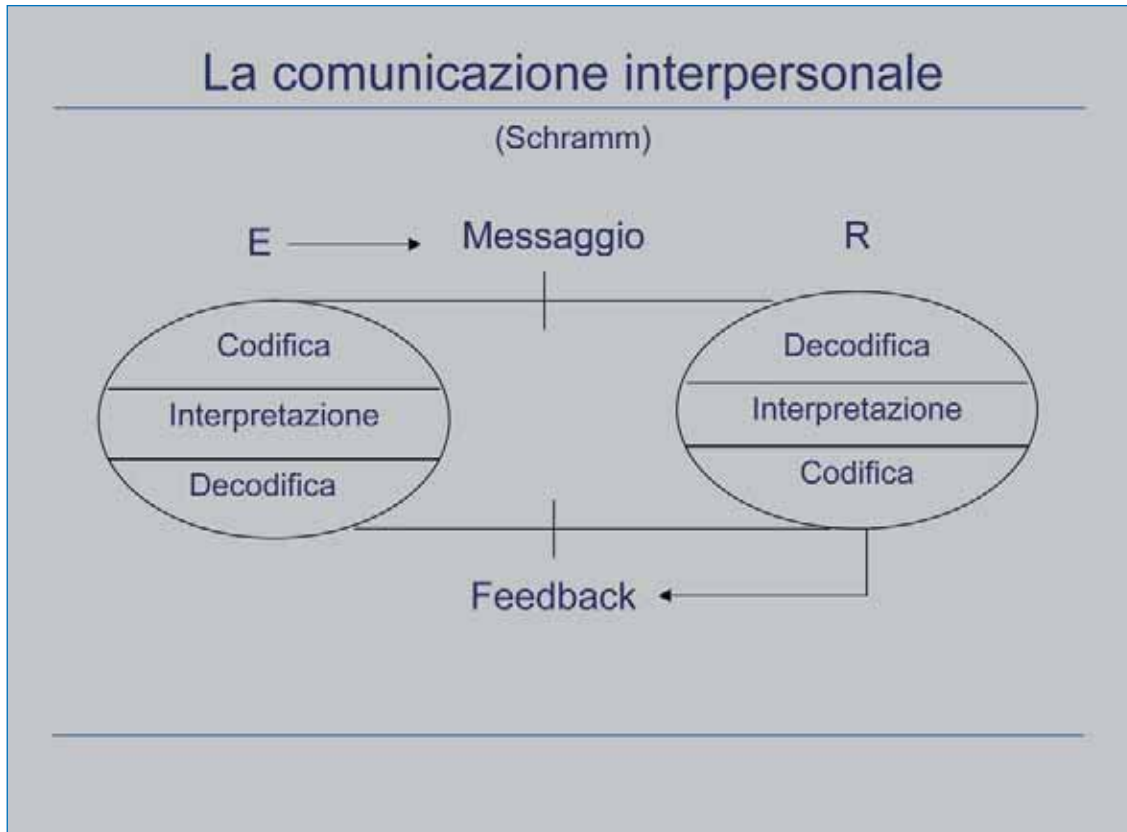 La comunicazione interpersonale
(Schramm)
E Messaggio R
Codifica
Interpretazione
Decodifica
Decodifica
Interpretazione
Codifica
Feedback